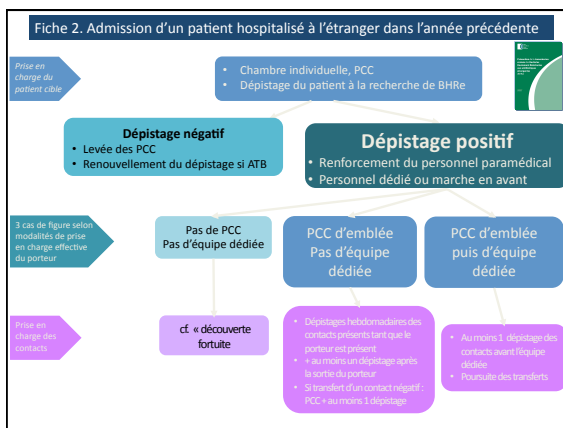 Fiche 2. Admission d'un patient hospitalisé à l'étranger dans l'année précédente
Prise en
charge du
patient cible
• Chambre individuelle, PCC
• Dépistage du patient à la recherche de BHRe
Dépistage négatif
• Levée des PCC
• Renouvellement du dépistage si ATB
Dépistage positif
• Renforcement du personnel paramédical
• Personnel dédié ou marche en avant
3 cas de figure selon
modalités de prise
en charge effective
du porteur
Pas de PCC
Pas d'équipe dédiée
PCC d'emblée
Pas d'équipe
dédiée
PCC d'emblée
puis d'équipe
dédiée
Prise en
charge des
contacts
cf. « découverte
fortuite
• Dépistages hebdomadaires des
contacts présents tant que le
porteur est présent
• + au moins un dépistage après
la sortie du porteur
• Si transfert d'un contact négatif :
PCC + au moins 1 dépistage
• Au moins 1 dépistage des
contacts avant l'équipe
dédiée
• Poursuite des transferts